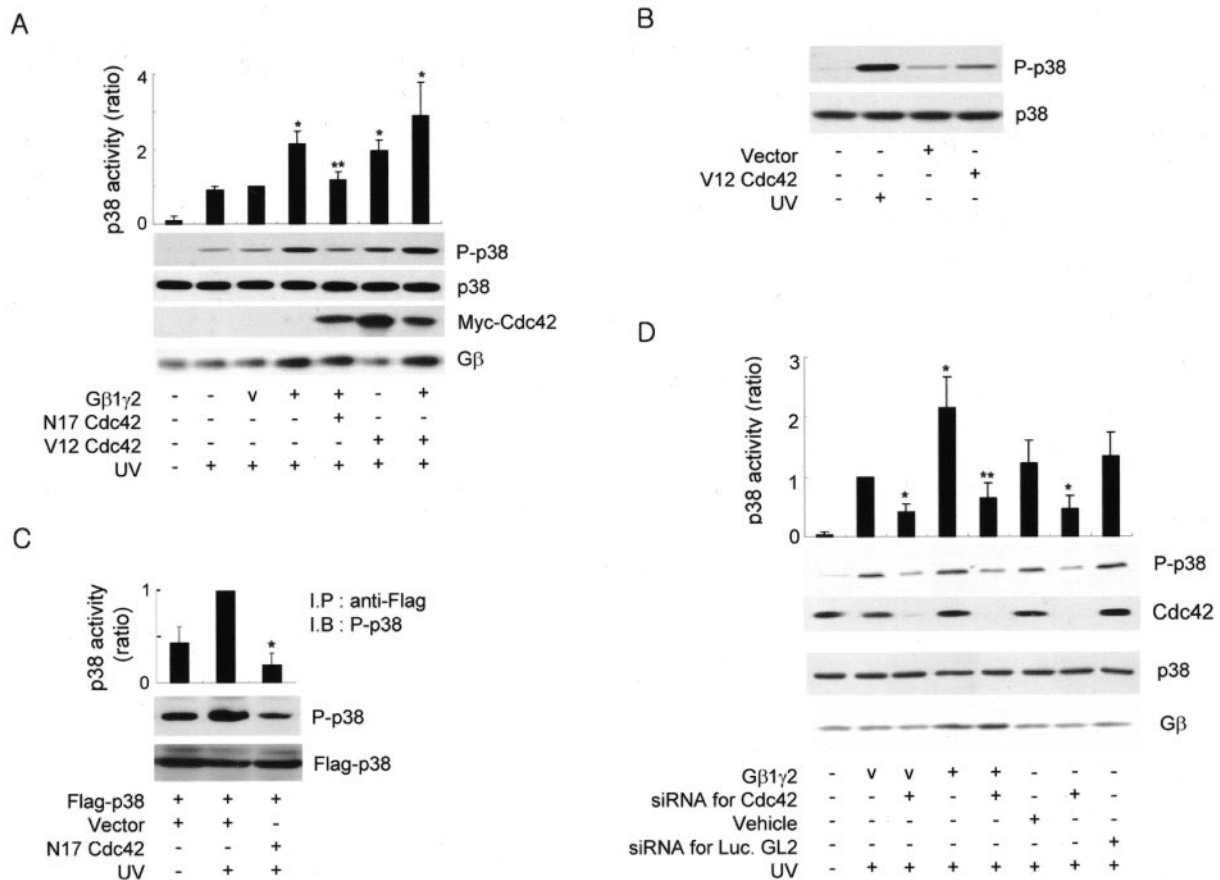 A
p38 activity (ratio)
4
2
0
*
**
*
*
P-p38
p38
Myc-Cdc42
Gβ
Gβ1γ2 - - v + + - +
N17 Cdc42 - - - - + - -
V12 Cdc42 - - - - - + +
UV - + + + + + +
B
P-p38
p38
Vector - - + -
V12 Cdc42 - - - +
UV - + - -
C
p38 activity
(ratio)
1
0
*
I.P : anti-Flag
I.B : P-p38
P-p38
Flag-p38
Flag-p38 + + +
Vector + + -
N17 Cdc42 - - +
UV - + +
D
p38 activity (ratio)
3
2
1
0
*
*
**
*
P-p38
Cdc42
p38
Gβ
Gβ1γ2 - v v + + - - -
siRNA for Cdc42 - - + - + - + -
Vehicle - - - - - + - -
siRNA for Luc. GL2 - - - - - - - +
UV - + + + + + + +